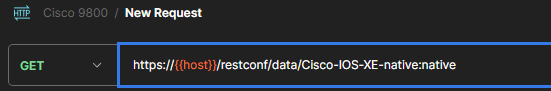 HTTP Cisco 9800 / New Request
GET https://{{host}}/restconf/data/Cisco-IOS-XE-native:native